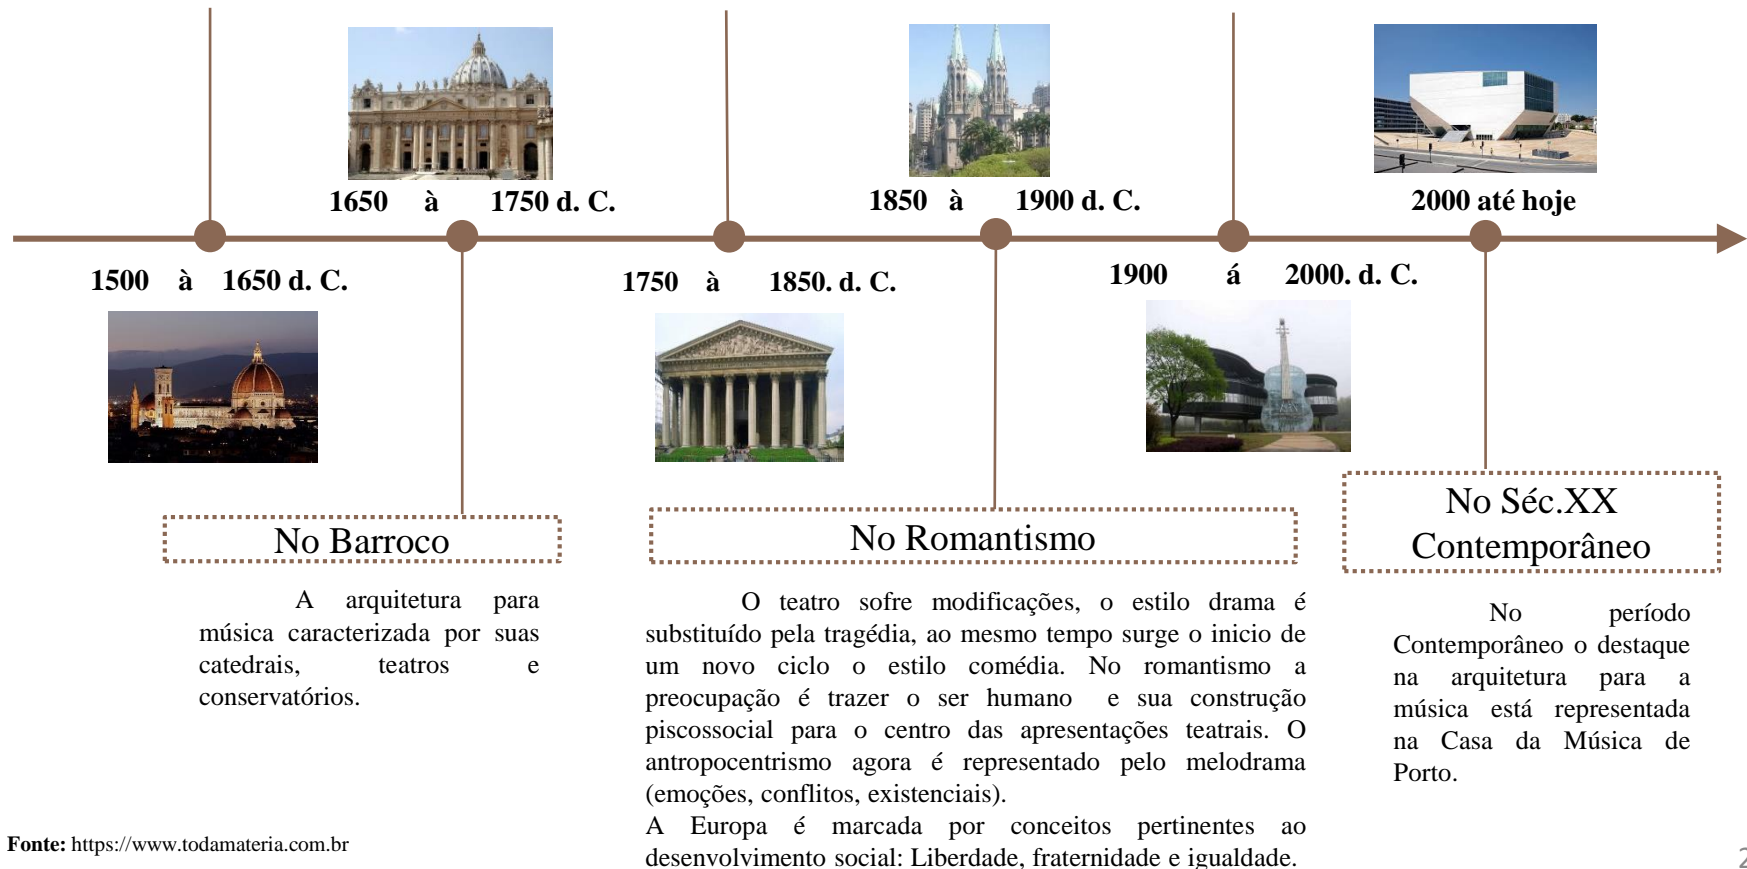 1650 à 1750 d. C.
1850 à 1900 d. C.
2000 até hoje
1500 à 1650 d. C.
1750 à 1850. d. C.
1900 á 2000. d. C.
No Barroco
A arquitetura para
música caracterizada por suas
catedrais, teatros e
conservatórios.
No Romantismo
O teatro sofre modificações, o estilo drama é
substituído pela tragédia, ao mesmo tempo surge o inicio de
um novo ciclo o estilo comédia. No romantismo a
preocupação é trazer o ser humano e sua construção
piscossocial para o centro das apresentações teatrais. O
antropocentrismo agora é representado pelo melodrama
(emoções, conflitos, existenciais).
A Europa é marcada por conceitos pertinentes ao
desenvolvimento social: Liberdade, fraternidade e igualdade.
No Séc.XX
Contemporâneo
No período
Contemporâneo o destaque
na arquitetura para a
música está representada
na Casa da Música de
Porto.
Fonte: https://www.todamateria.com.br